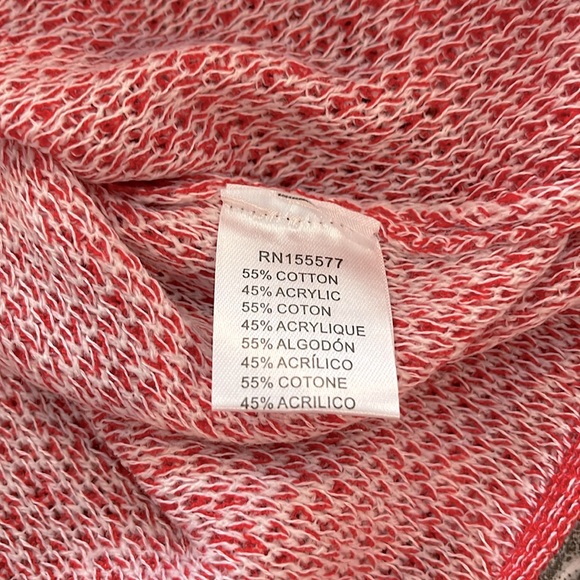 RN155577
55% COTTON
45% ACRYLIC
55% COTON
45% ACRYLIQUE
55% ALGODÓN
45% ACRÍLICO
55% COTONE
45% ACRILICO